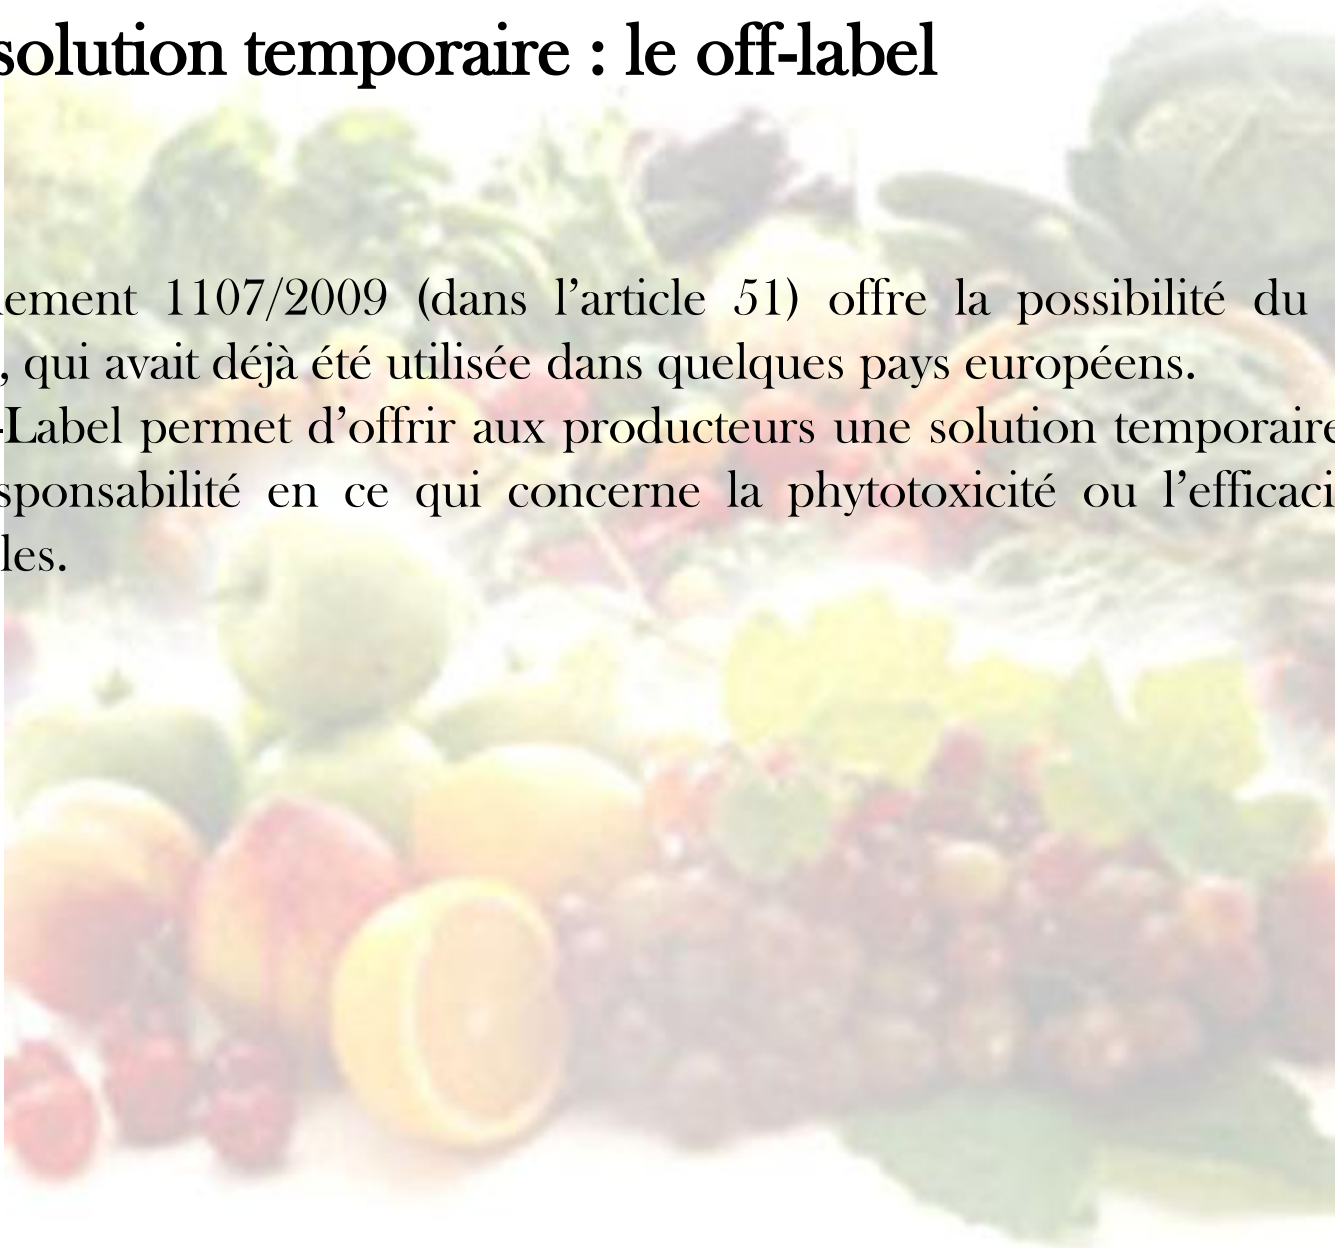 solution temporaire : le off-label
lement 1107/2009 (dans l’article 51) offre la possibilité du
, qui avait déjà été utilisée dans quelques pays européens.
-Label permet d’offrir aux producteurs une solution temporaire
sponsabilité en ce qui concerne la phytotoxicité ou l’efficaci
les.